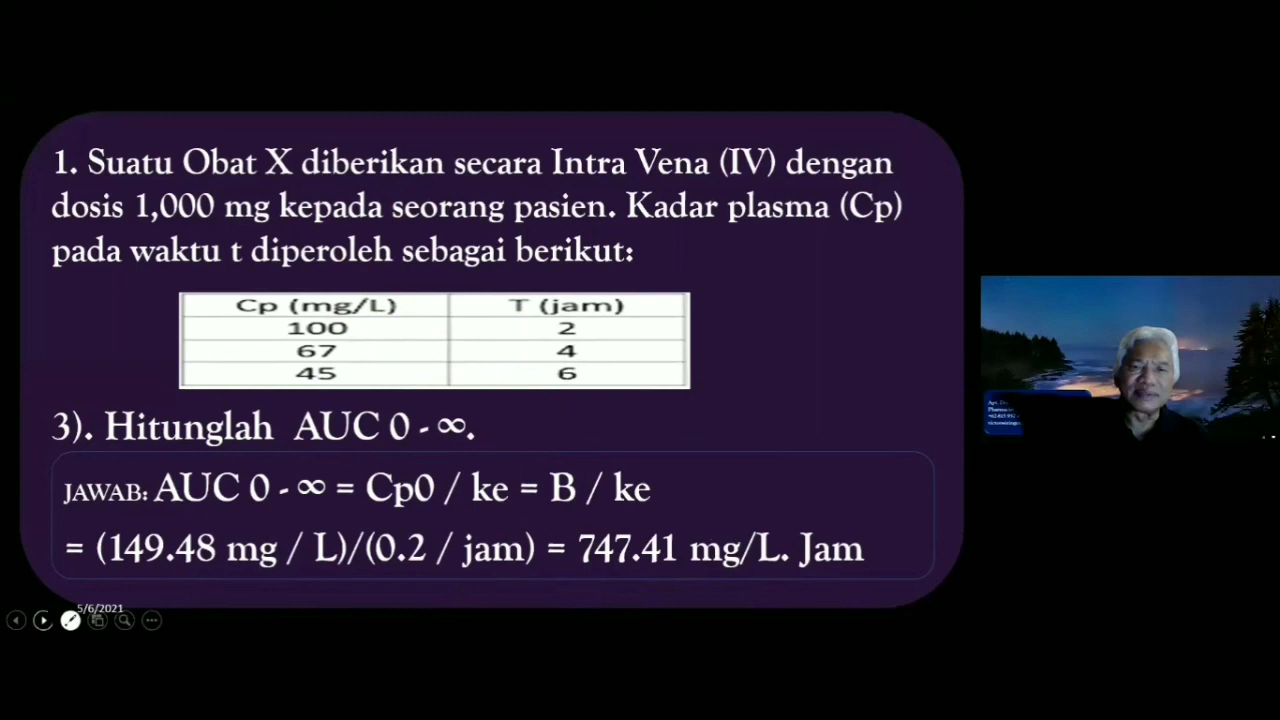 1. Suatu Obat X diberikan secara Intra Vena (IV) dengan
dosis 1,000 mg kepada seorang pasien. Kadar plasma (Cp)
pada waktu t diperoleh sebagai berikut:
Cp (mg/L) T (jam)
100 2
67 4
45 6
3). Hitunglah AUC 0 - ∞.
JAWAB: AUC 0 - ∞ = Cp0 / ke = B / ke
= (149.48 mg / L)/(0.2 / jam) = 747.41 mg/L. Jam
5/6/2021